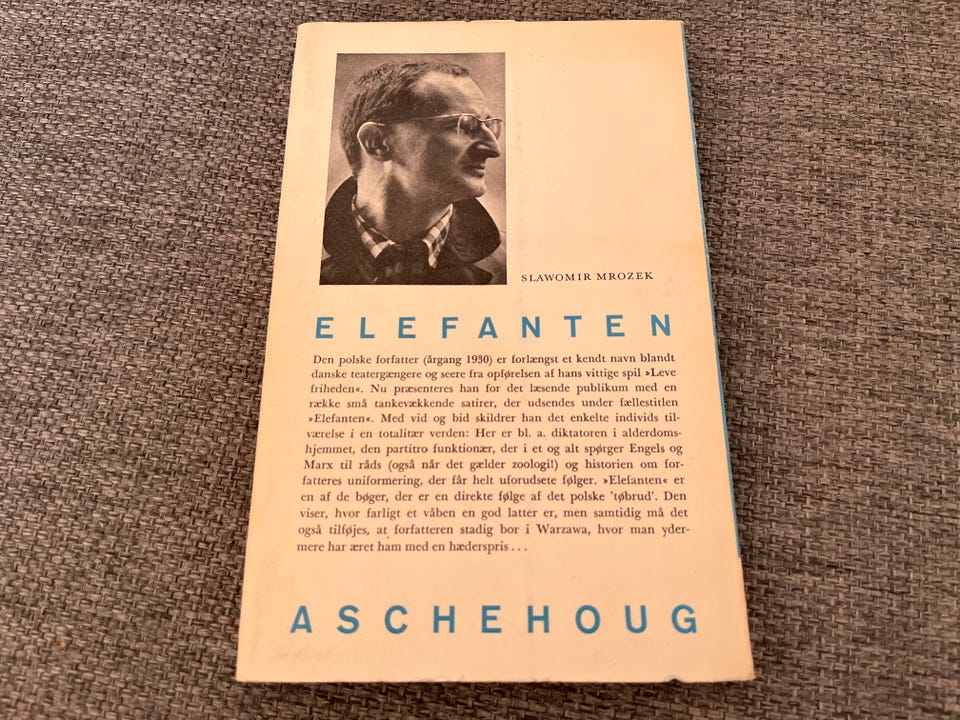 SLAWOMIR MROZEK
ELEFANTEN
Den polske forfatter (årgang 1930) er forlængst et kendt navn blandt
danske teatergængere og seere fra opførelsen af hans vittige spil »Leve
friheden«. Nu præsenteres han for det læsende publikum med en
række små tankevækkende satirer, der udsendes under fællestitlen
»Elefanten«. Med vid og bid skildrer han det enkelte individs til-
værelse i en totalitær verden: Her er bl. a. diktatoren i alderdoms-
hjemmet, den partitro funktionær, der i et og alt spørger Engels og
Marx til råds (også når det gælder zoologi!) og historien om for-
fatteres uniformering, der får helt uforudsete følger. »Elefanten« er
en af de bøger, der er en direkte følge af det polske 'tøbrud'. Den
viser, hvor farligt et våben en god latter er, men samtidig må det
også tilføjes, at forfatteren stadig bor i Warzawa, hvor man yder-
mere har æret ham med en hæderspris...
ASCHEHOUG